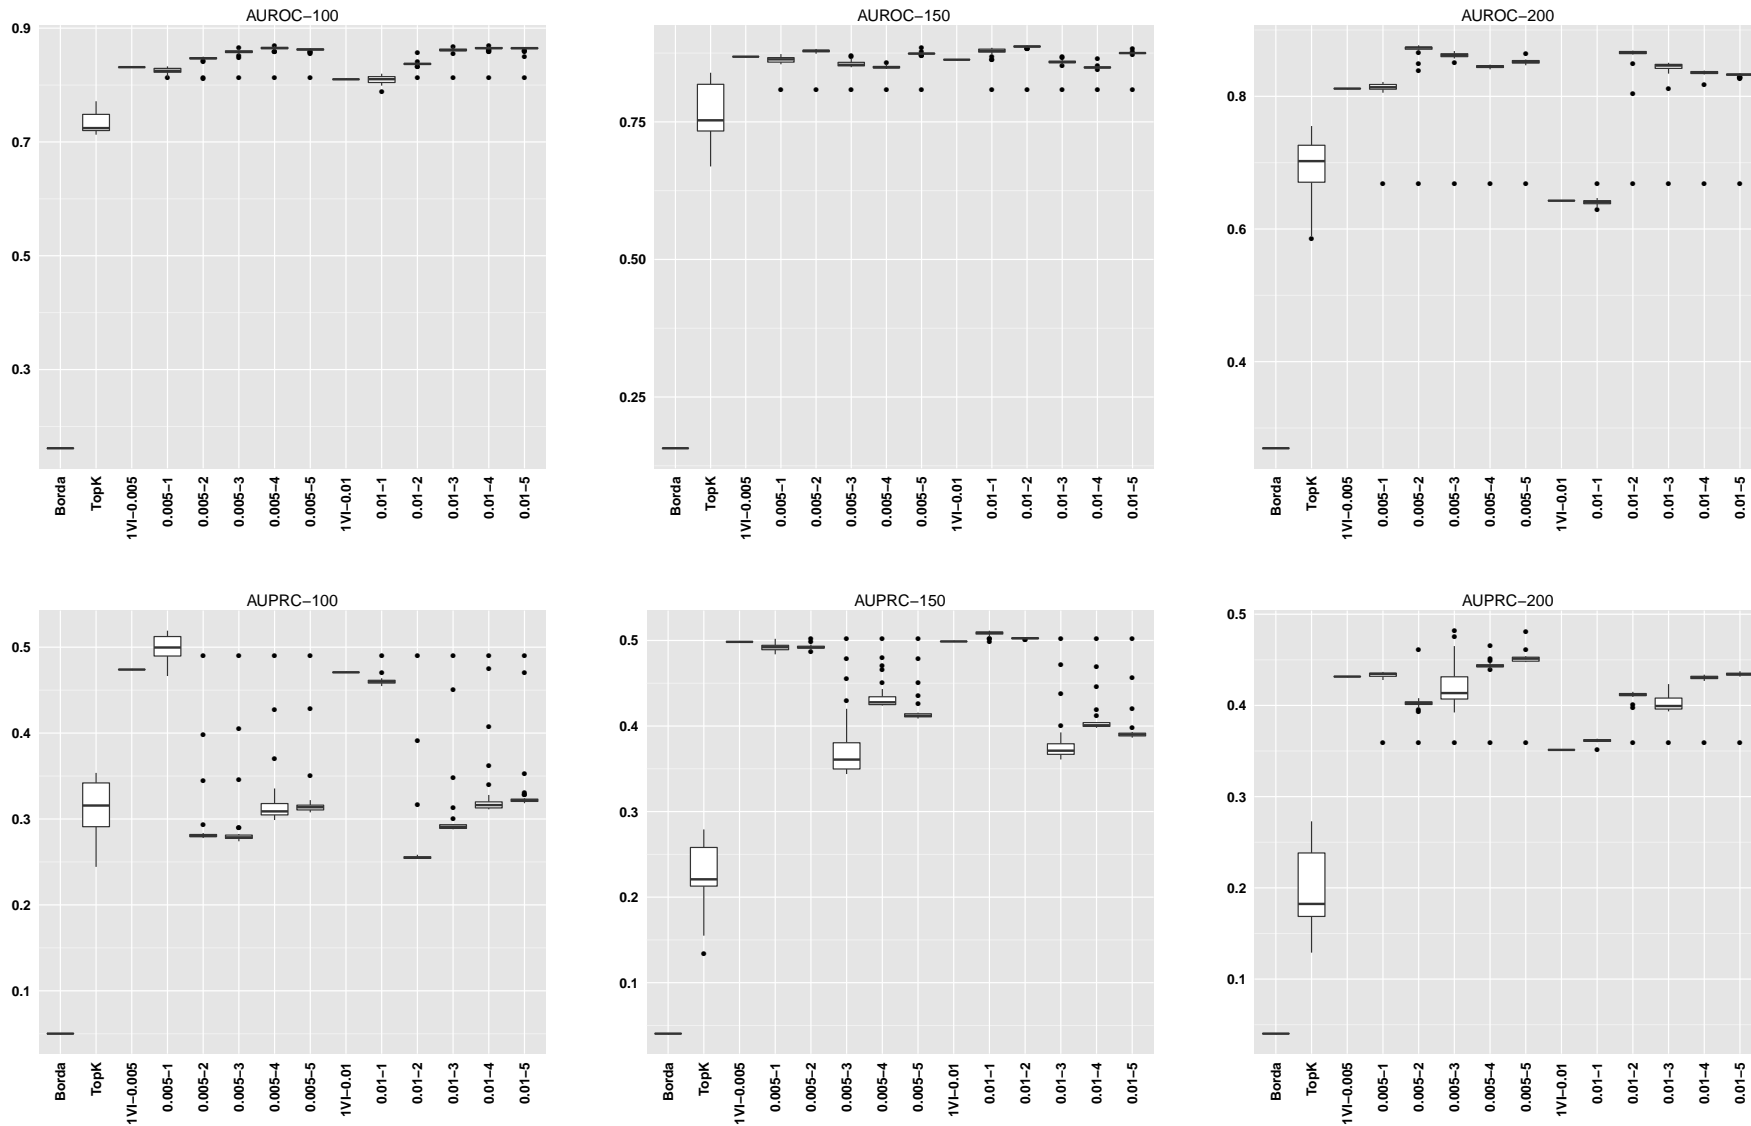 AUROC−100
0.9
0.7
0.5
0.3
Borda
TopK
1VI−0.005
0.005−1
0.005−2
0.005−3
0.005−4
0.005−5
1VI−0.01
0.01−1
0.01−2
0.01−3
0.01−4
0.01−5
AUROC−150
0.75
0.50
0.25
Borda
TopK
1VI−0.005
0.005−1
0.005−2
0.005−3
0.005−4
0.005−5
1VI−0.01
0.01−1
0.01−2
0.01−3
0.01−4
0.01−5
AUROC−200
0.8
0.6
0.4
Borda
TopK
1VI−0.005
0.005−1
0.005−2
0.005−3
0.005−4
0.005−5
1VI−0.01
0.01−1
0.01−2
0.01−3
0.01−4
0.01−5
AUPRC−100
0.5
0.4
0.3
0.2
0.1
Borda
TopK
1VI−0.005
0.005−1
0.005−2
0.005−3
0.005−4
0.005−5
1VI−0.01
0.01−1
0.01−2
0.01−3
0.01−4
0.01−5
AUPRC−150
0.5
0.4
0.3
0.2
0.1
Borda
TopK
1VI−0.005
0.005−1
0.005−2
0.005−3
0.005−4
0.005−5
1VI−0.01
0.01−1
0.01−2
0.01−3
0.01−4
0.01−5
AUPRC−200
0.5
0.4
0.3
0.2
0.1
Borda
TopK
1VI−0.005
0.005−1
0.005−2
0.005−3
0.005−4
0.005−5
1VI−0.01
0.01−1
0.01−2
0.01−3
0.01−4
0.01−5